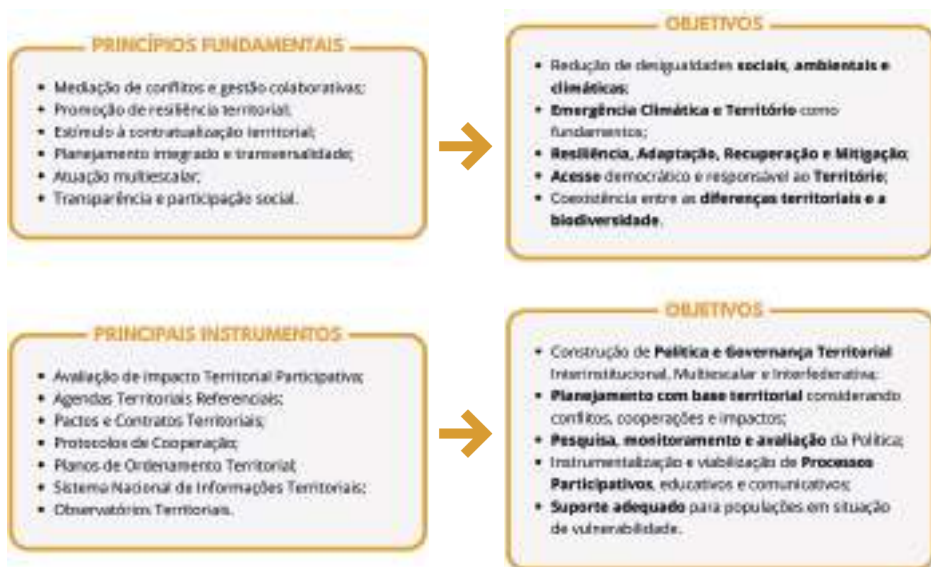 PRINCÍPIOS FUNDAMENTAIS
• Mediação de conflitos e gestão colaborativas;
• Promoção de resiliência territorial;
• Estímulo à contratualização territorial;
• Planejamento integrado e transversalidade;
• Atuação multiescalar;
• Transparência e participação social.
OBJETIVOS
• Redução de desigualdades sociais, ambientais e
climáticas;
• Emergência Climática e Território como
fundamentos;
• Resiliência, Adaptação, Recuperação e Mitigação;
• Acesse democrático e responsável ao Território;
• Coexistência entre as diferenças territoriais e a
biodiversidade.
PRINCIPAIS INSTRUMENTOS
• Avaliação de Impacto Territorial Participativa;
• Agendas Territoriais Referenciais;
• Pactos e Contratos Territoriais;
• Protocolos de Cooperação;
• Planos de Ordenamento Territorial;
• Sistema Nacional de Informações Territoriais;
• Observatórios Territoriais.
OBJETIVOS
• Construção de Política e Governança Territorial
Interinstitucional, Multiescalar e Interfederativa;
• Planejamento com base territorial considerando
conflitos, cooperações e impactos;
• Pesquisa, monitoramento e avaliação da Política;
• Instrumentalização e viabilização de Processos
Participativos, educativos e comunicativos;
• Suporte adequado para populações em situação
de vulnerabilidade.